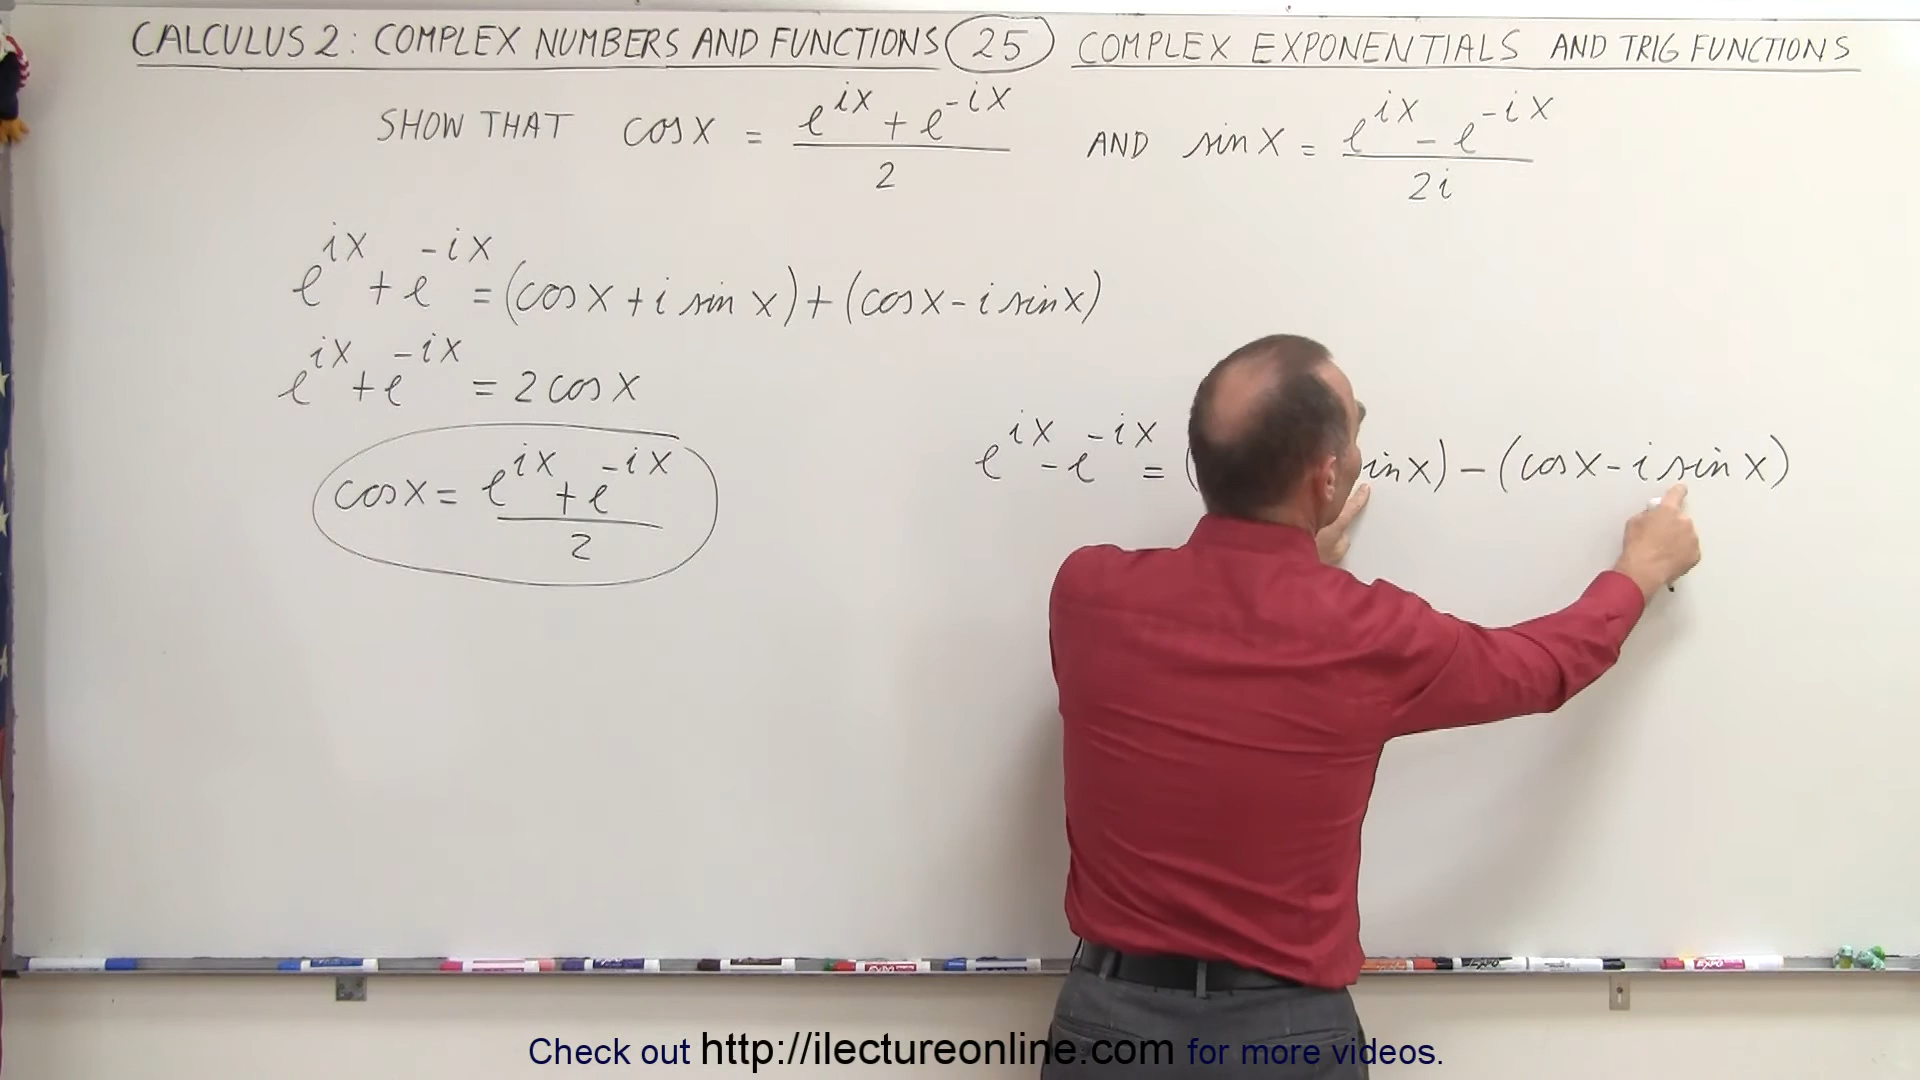 CALCULUS 2: COMPLEX NUMBERS AND FUNCTIONS 25 COMPLEX EXPONENTIALS AND TRIG FUNCTIONS
SHOW THAT cos x = (e^{ix} + e^{-ix})/2 AND sin x = (e^{ix} - e^{-ix})/2i
e^{ix} + e^{-ix} = (cos x + i sin x) + (cos x - i sin x)
e^{ix} + e^{-ix} = 2 cos x
cos x = (e^{ix} + e^{-ix})/2
e^{ix} - e^{-ix} = ( in x) - (cos x - i sin x)
Check out http://ilectureonline.com for more videos.